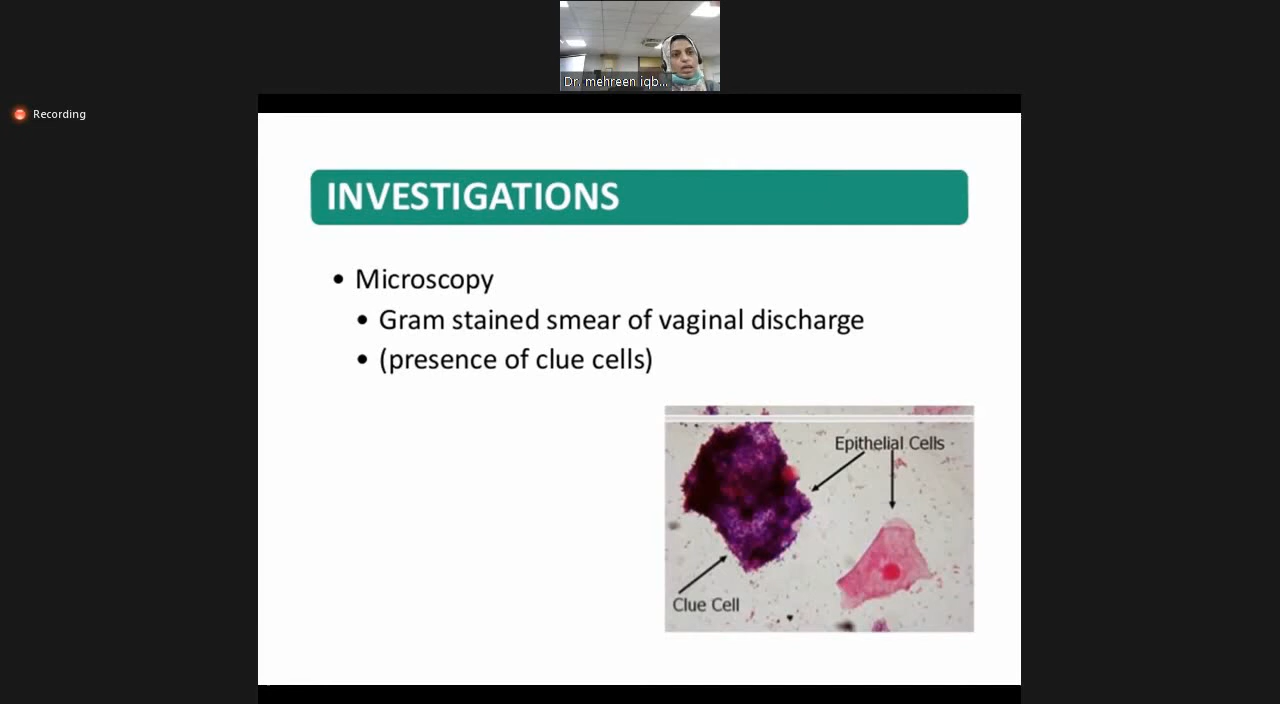 Dr. mehreen iqb...
Recording
INVESTIGATIONS
• Microscopy
• Gram stained smear of vaginal discharge
• (presence of clue cells)
Epithelial Cells
Clue Cell